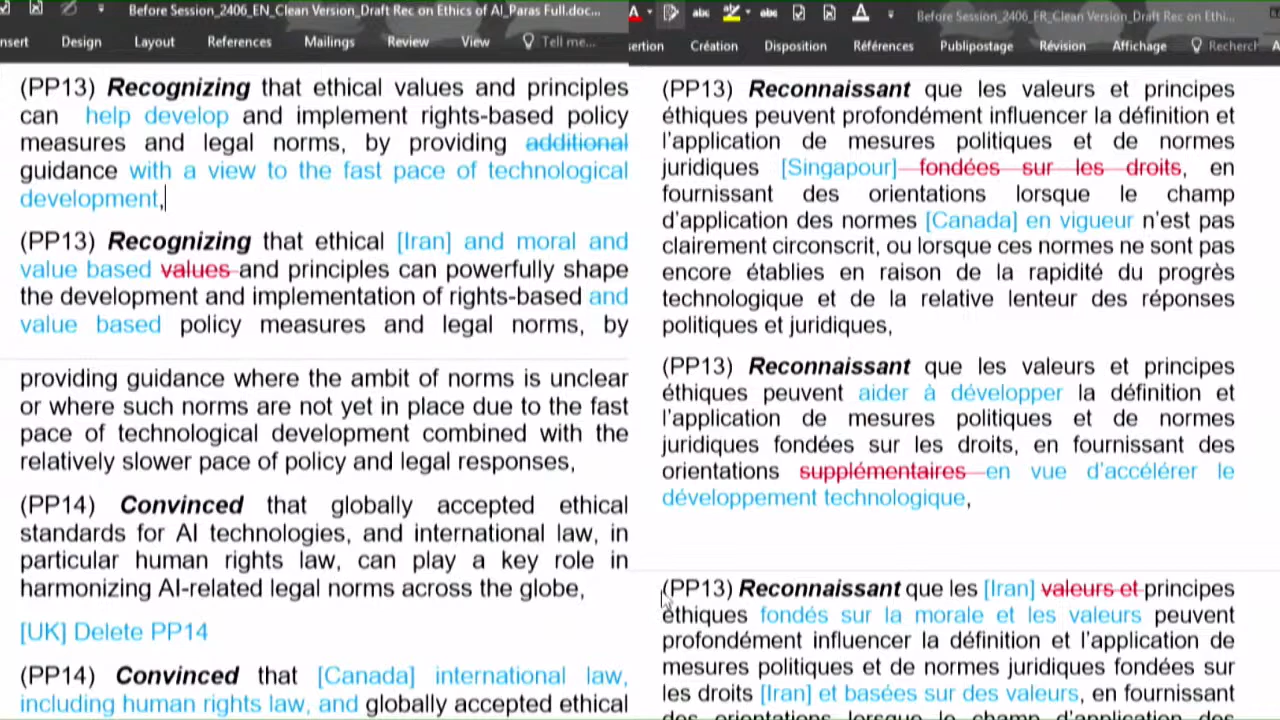 Before Session_2406_EN_Clean Version_Draft Rec on Ethics of AI_Paras Full.doc...
nsert Design Layout References Mailings Review View Tell me...
(PP13) Recognizing that ethical values and principles
can help develop and implement rights-based policy
measures and legal norms, by providing additional
guidance with a view to the fast pace of technological
development,
(PP13) Recognizing that ethical [Iran] and moral and
value based values and principles can powerfully shape
the development and implementation of rights-based and
value based policy measures and legal norms, by
providing guidance where the ambit of norms is unclear
or where such norms are not yet in place due to the fast
pace of technological development combined with the
relatively slower pace of policy and legal responses,
(PP14) Convinced that globally accepted ethical
standards for AI technologies, and international law, in
particular human rights law, can play a key role in
harmonizing AI-related legal norms across the globe,
[UK] Delete PP14
(PP14) Convinced that [Canada] international law,
including human rights law, and globally accepted ethical
A abc ab abc A Before Session_2406_FR_Clean Version_Draft Rec on Ethi...
sertion Création Disposition Références Publipostage Révision Affichage Recherch
(PP13) Reconnaissant que les valeurs et principes
éthiques peuvent profondément influencer la définition et
l'application de mesures politiques et de normes
juridiques [Singapour] fondées sur les droits, en
fournissant des orientations lorsque le champ
d'application des normes [Canada] en vigueur n'est pas
clairement circonscrit, ou lorsque ces normes ne sont pas
encore établies en raison de la rapidité du progrès
technologique et de la relative lenteur des réponses
politiques et juridiques,
(PP13) Reconnaissant que les valeurs et principes
éthiques peuvent aider à développer la définition et
l'application de mesures politiques et de normes
juridiques fondées sur les droits, en fournissant des
orientations supplémentaires en vue d'accélérer le
développement technologique,
(PP13) Reconnaissant que les [Iran] valeurs et principes
éthiques fondés sur la morale et les valeurs peuvent
profondément influencer la définition et l'application de
mesures politiques et de normes juridiques fondées sur
les droits [Iran] et basées sur des valeurs, en fournissant
des orientations lorsque le champ d'application des